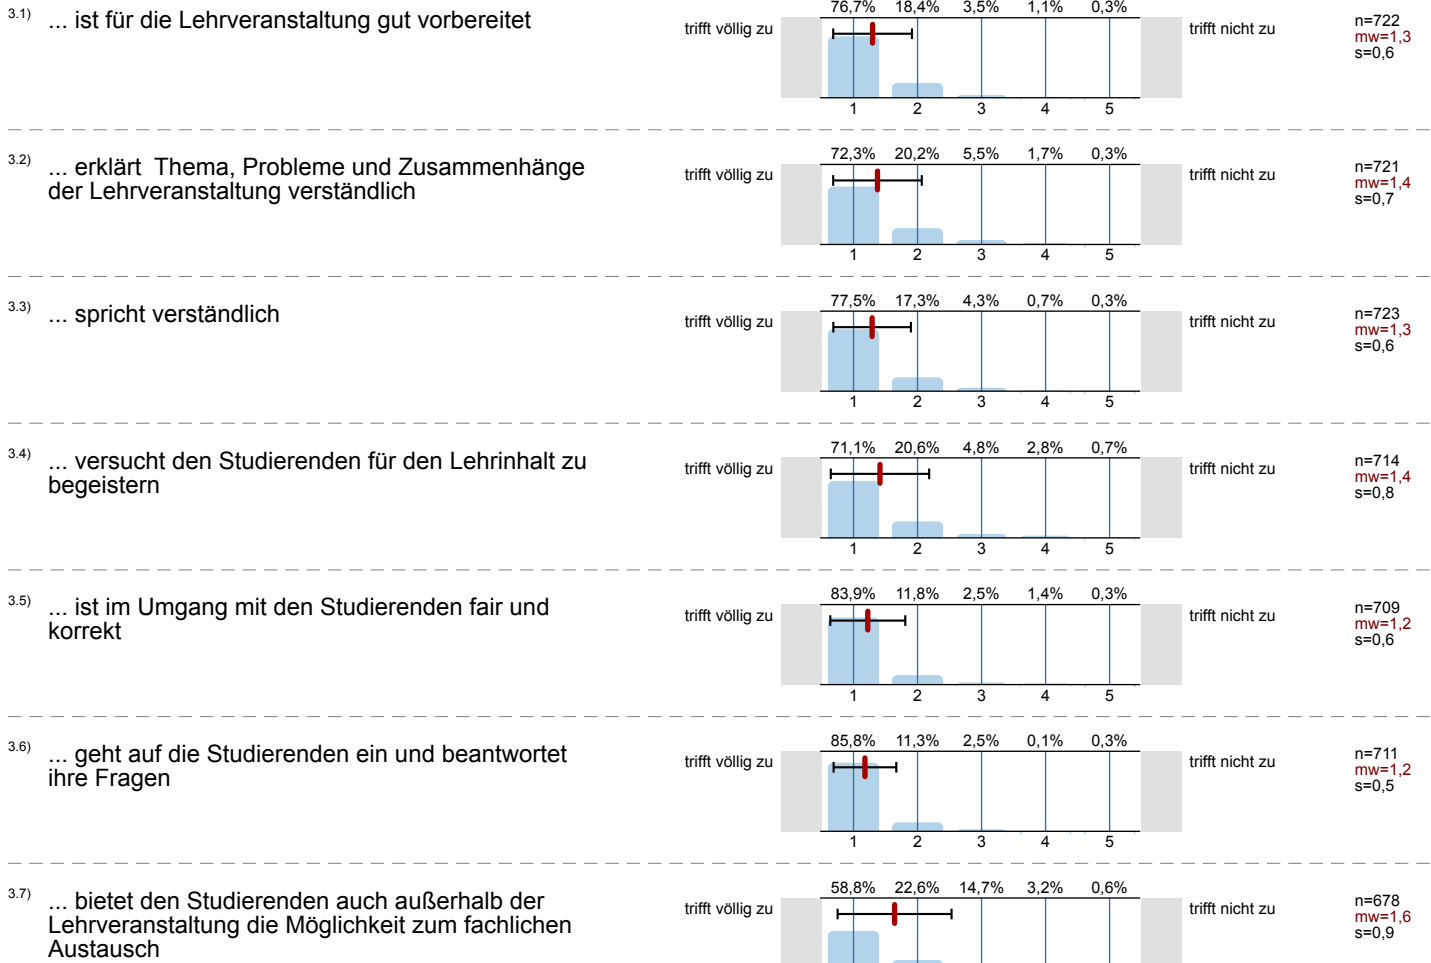 3.1) ... ist für die Lehrveranstaltung gut vorbereitet
76,7% 18,4% 3,5% 1,1% 0,3%
trifft völlig zu
trifft nicht zu
n=722
mw=1,3
s=0,6
1 2 3 4 5
3.2) ... erklärt Thema, Probleme und Zusammenhänge
der Lehrveranstaltung verständlich
72,3% 20,2% 5,5% 1,7% 0,3%
trifft völlig zu
trifft nicht zu
n=721
mw=1,4
s=0,7
1 2 3 4 5
3.3) ... spricht verständlich
77,5% 17,3% 4,3% 0,7% 0,3%
trifft völlig zu
trifft nicht zu
n=723
mw=1,3
s=0,6
1 2 3 4 5
3.4) ... versucht den Studierenden für den Lehrinhalt zu
begeistern
71,1% 20,6% 4,8% 2,8% 0,7%
trifft völlig zu
trifft nicht zu
n=714
mw=1,4
s=0,8
1 2 3 4 5
3.5) ... ist im Umgang mit den Studierenden fair und
korrekt
83,9% 11,8% 2,5% 1,4% 0,3%
trifft völlig zu
trifft nicht zu
n=709
mw=1,2
s=0,6
1 2 3 4 5
3.6) ... geht auf die Studierenden ein und beantwortet
ihre Fragen
85,8% 11,3% 2,5% 0,1% 0,3%
trifft völlig zu
trifft nicht zu
n=711
mw=1,2
s=0,5
1 2 3 4 5
3.7) ... bietet den Studierenden auch außerhalb der
Lehrveranstaltung die Möglichkeit zum fachlichen
Austausch
58,8% 22,6% 14,7% 3,2% 0,6%
trifft völlig zu
trifft nicht zu
n=678
mw=1,6
s=0,9